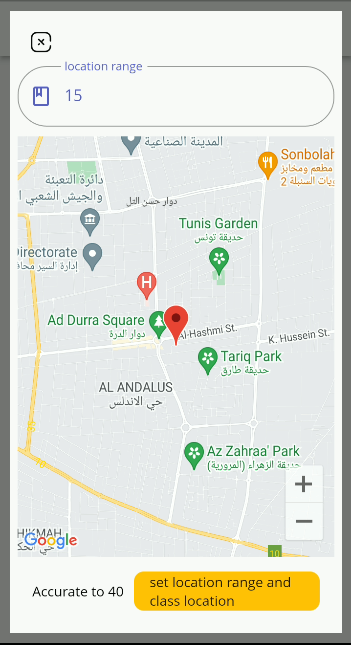 location range
15
المدينة الصناعية
Sonbolah
مطعم ومخابز
2 السنبلة
دائرة التعبئة
والجيش الشعبي ا
دوار حسن التل
Tunis Garden
حديقة تونس
irectorate
إدارة السير
H
Ad Durra Square
دوار الدرة
Al-Hashmi St.
K. Hussein St.
Tariq Park
حديقة طارق
AL ANDALUS
حي الاندلس
Az Zahraa' Park
حديقة الزهراء (المرورية)
+
−
HIKMAH
Google
10
Accurate to 40
set location range and
class location